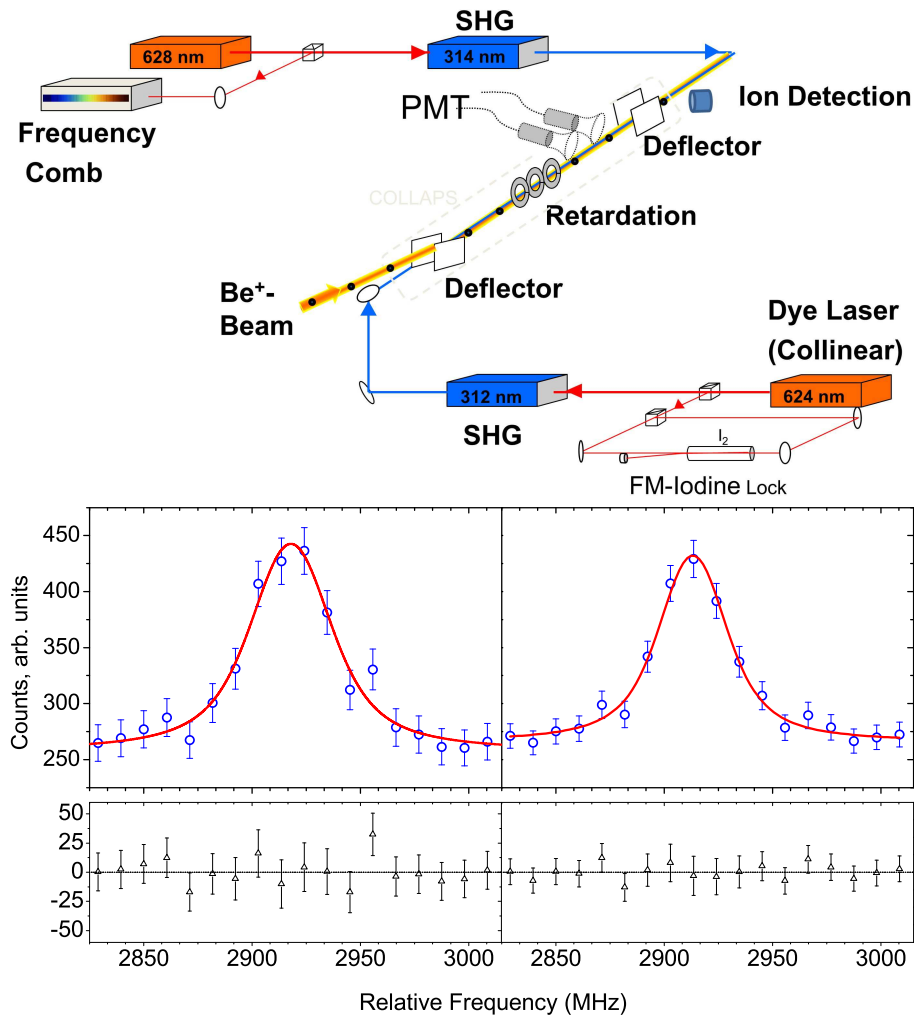 SHG
628 nm
314 nm
PMT
Ion Detection
Frequency
Comb
Deflector
COLLAPS
Retardation
Be⁺-
Beam
Deflector
Dye Laser
(Collinear)
312 nm
624 nm
SHG
I₂
FM-Iodine Lock
Counts, arb. units
450
400
350
300
250
50
25
0
-25
-50
2850 2900 2950 3000 2850 2900 2950 3000
Relative Frequency (MHz)